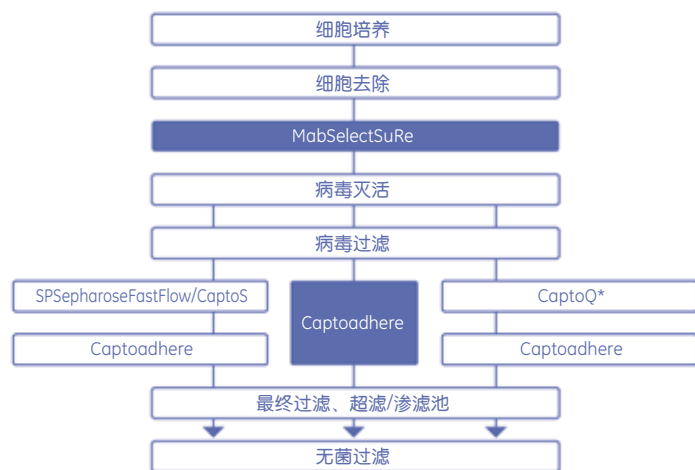 细胞培养
细胞去除
MabSelectSuRe
病毒灭活
病毒过滤
SPSepharoseFastFlow/CaptoS
Captoadhere
CaptoQ*
Captoadhere
Captoadhere
最终过滤、超滤/渗滤池
无菌过滤